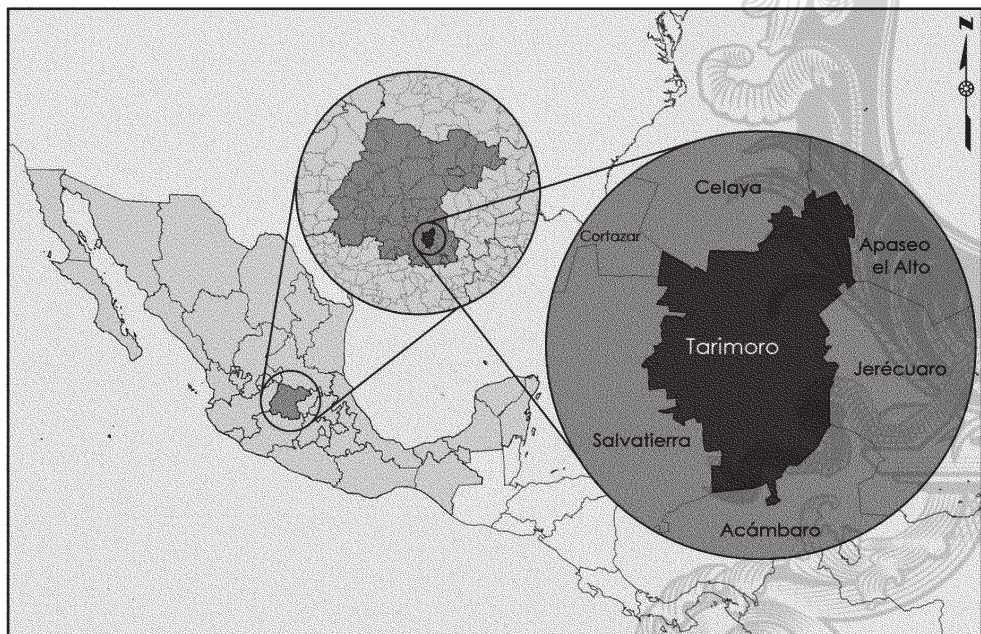 N
Celaya
Cortazar
Apaseo
el Alto
Tarimoro
Jerécuaro
Salvatierra
Acámbaro